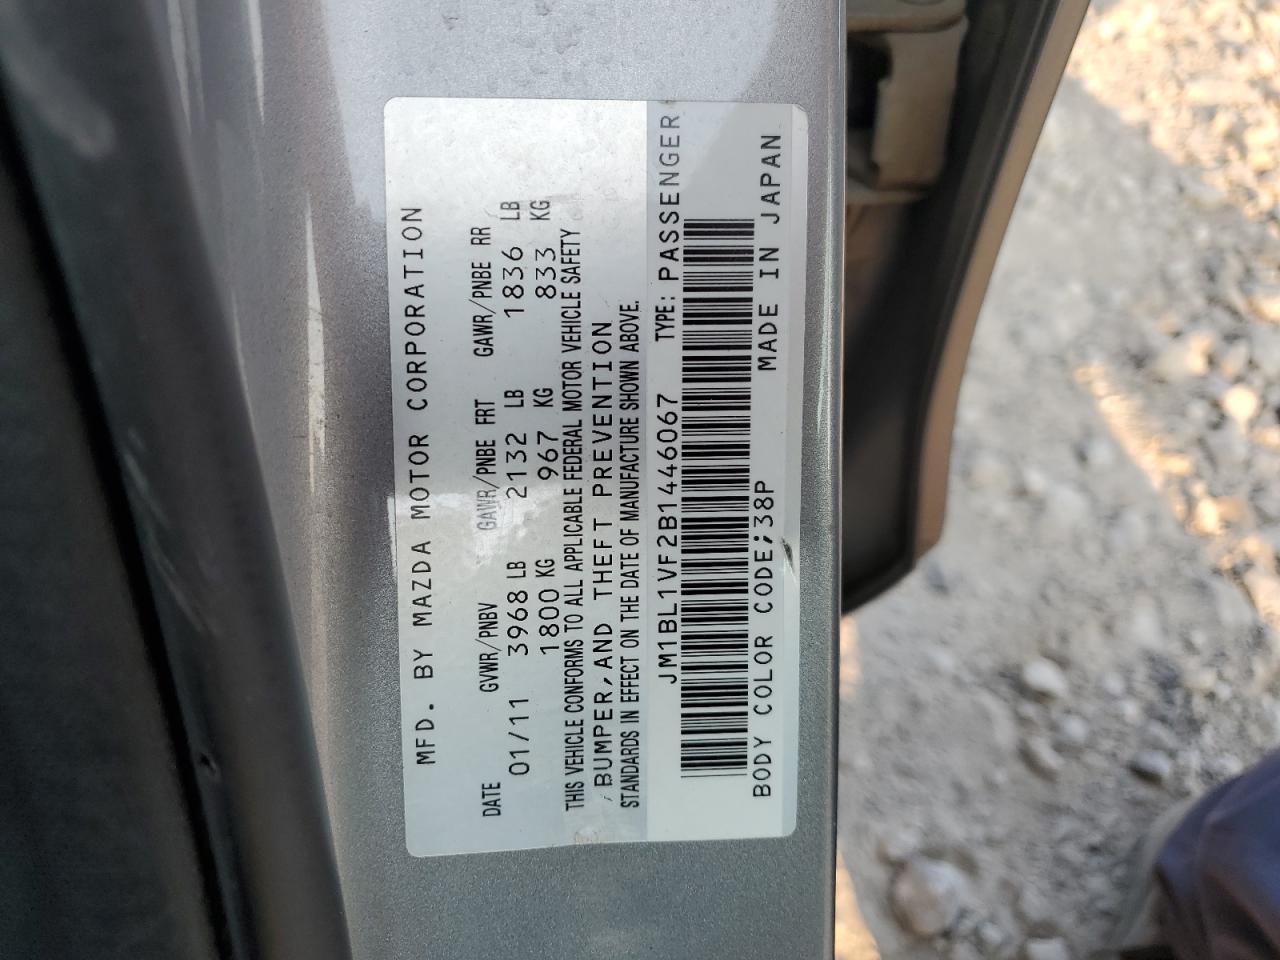 MFD. BY MAZDA MOTOR CORPORATION
DATE GVWR/PNBV GAWR/PNBE FRT GAWR/PNBE RR
01/11 3968 LB 2132 LB 1836 LB
1800 KG 967 KG 833 KG
THIS VEHICLE CONFORMS TO ALL APPLICABLE FEDERAL MOTOR VEHICLE SAFETY
/BUMPER,AND THEFT PREVENTION
STANDARDS IN EFFECT ON THE DATE OF MANUFACTURE SHOWN ABOVE.
JM1BL1VF2B1446067 TYPE: PASSENGER
BODY COLOR CODE;38P MADE IN JAPAN